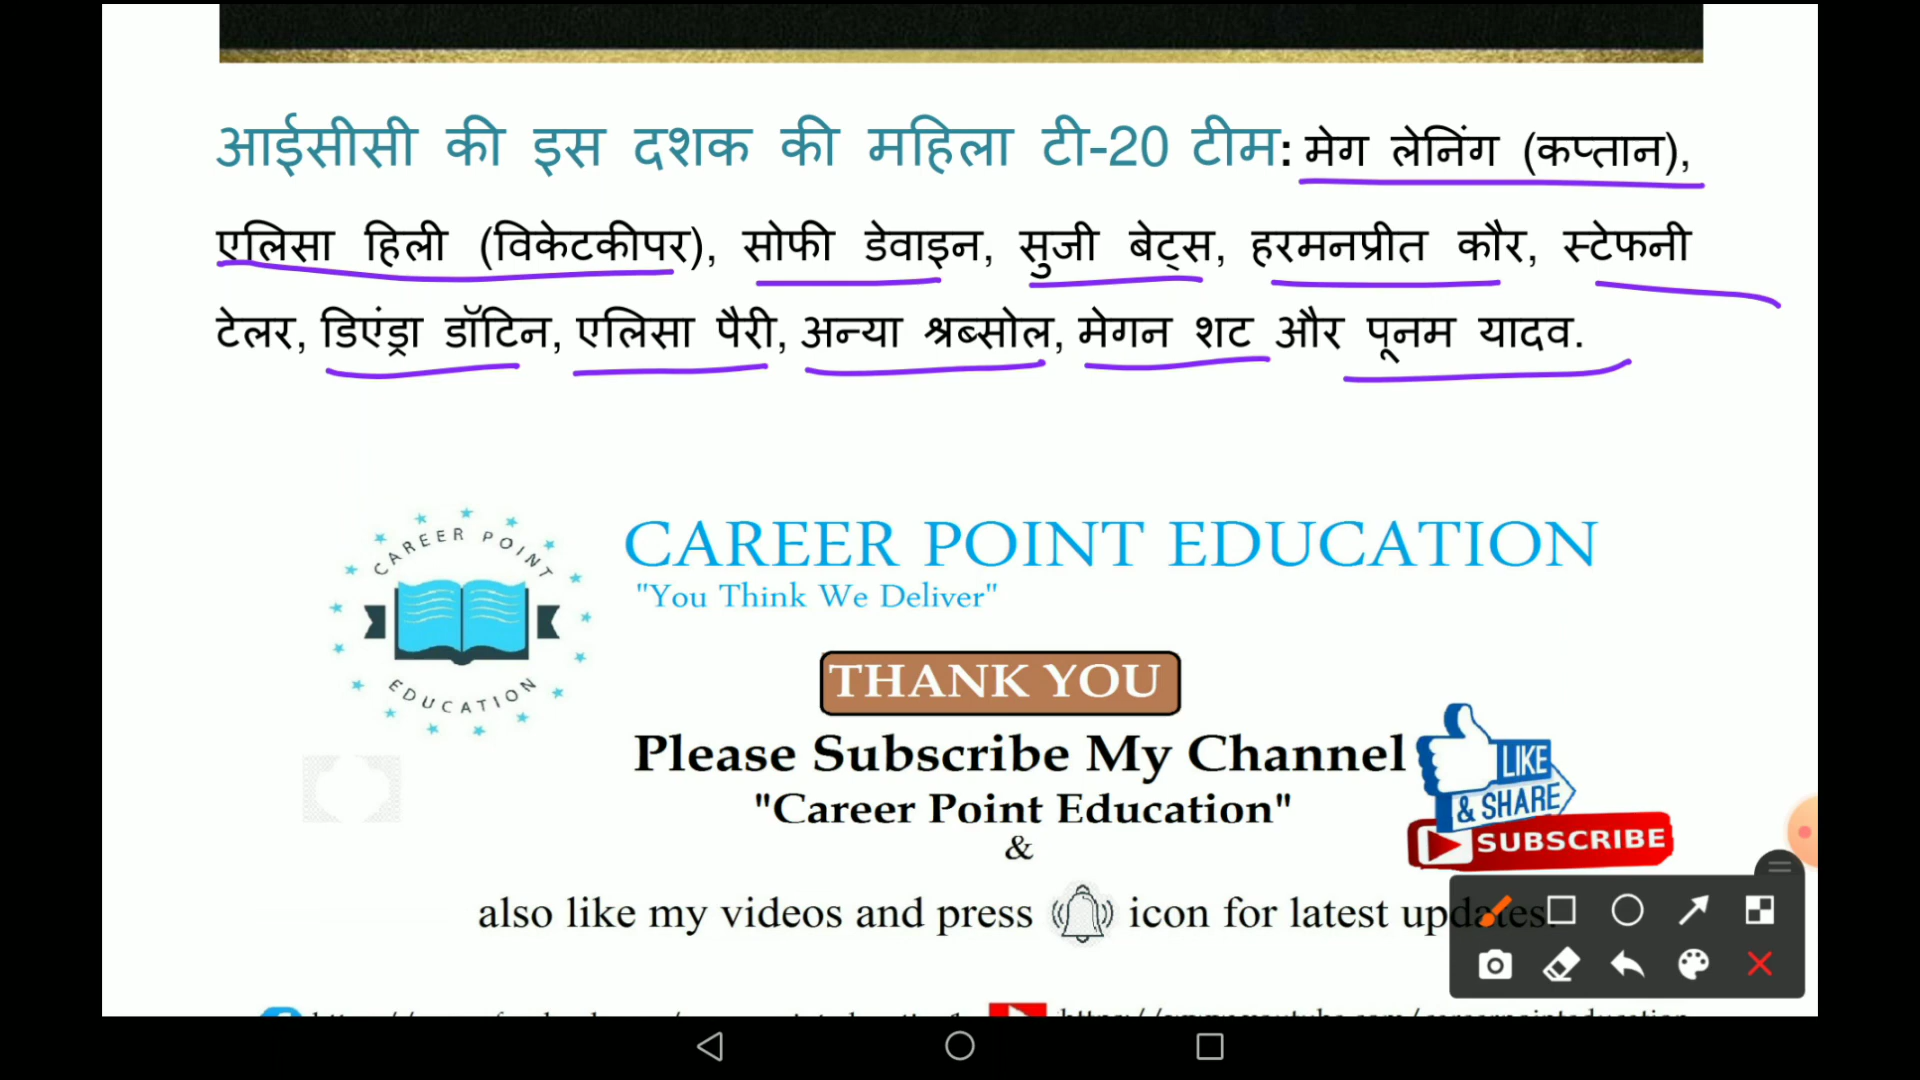 आईसीसी की इस दशक की महिला टी-20 टीम: मेग लेनिंग (कप्तान),
एलिसा हिली (विकेटकीपर), सोफी डेवाइन, सुजी बेट्स, हरमनप्रीत कौर, स्टेफनी
टेलर, डिएंड्रा डॉटिन, एलिसा पैरी, अन्या श्रब्सोल, मेगन शट और पूनम यादव.
CAREER POINT
EDUCATION
CAREER POINT EDUCATION
"You Think We Deliver"
THANK YOU
Please Subscribe My Channel
"Career Point Education"
&
LIKE
& SHARE
SUBSCRIBE
also like my videos and press icon for latest updates.